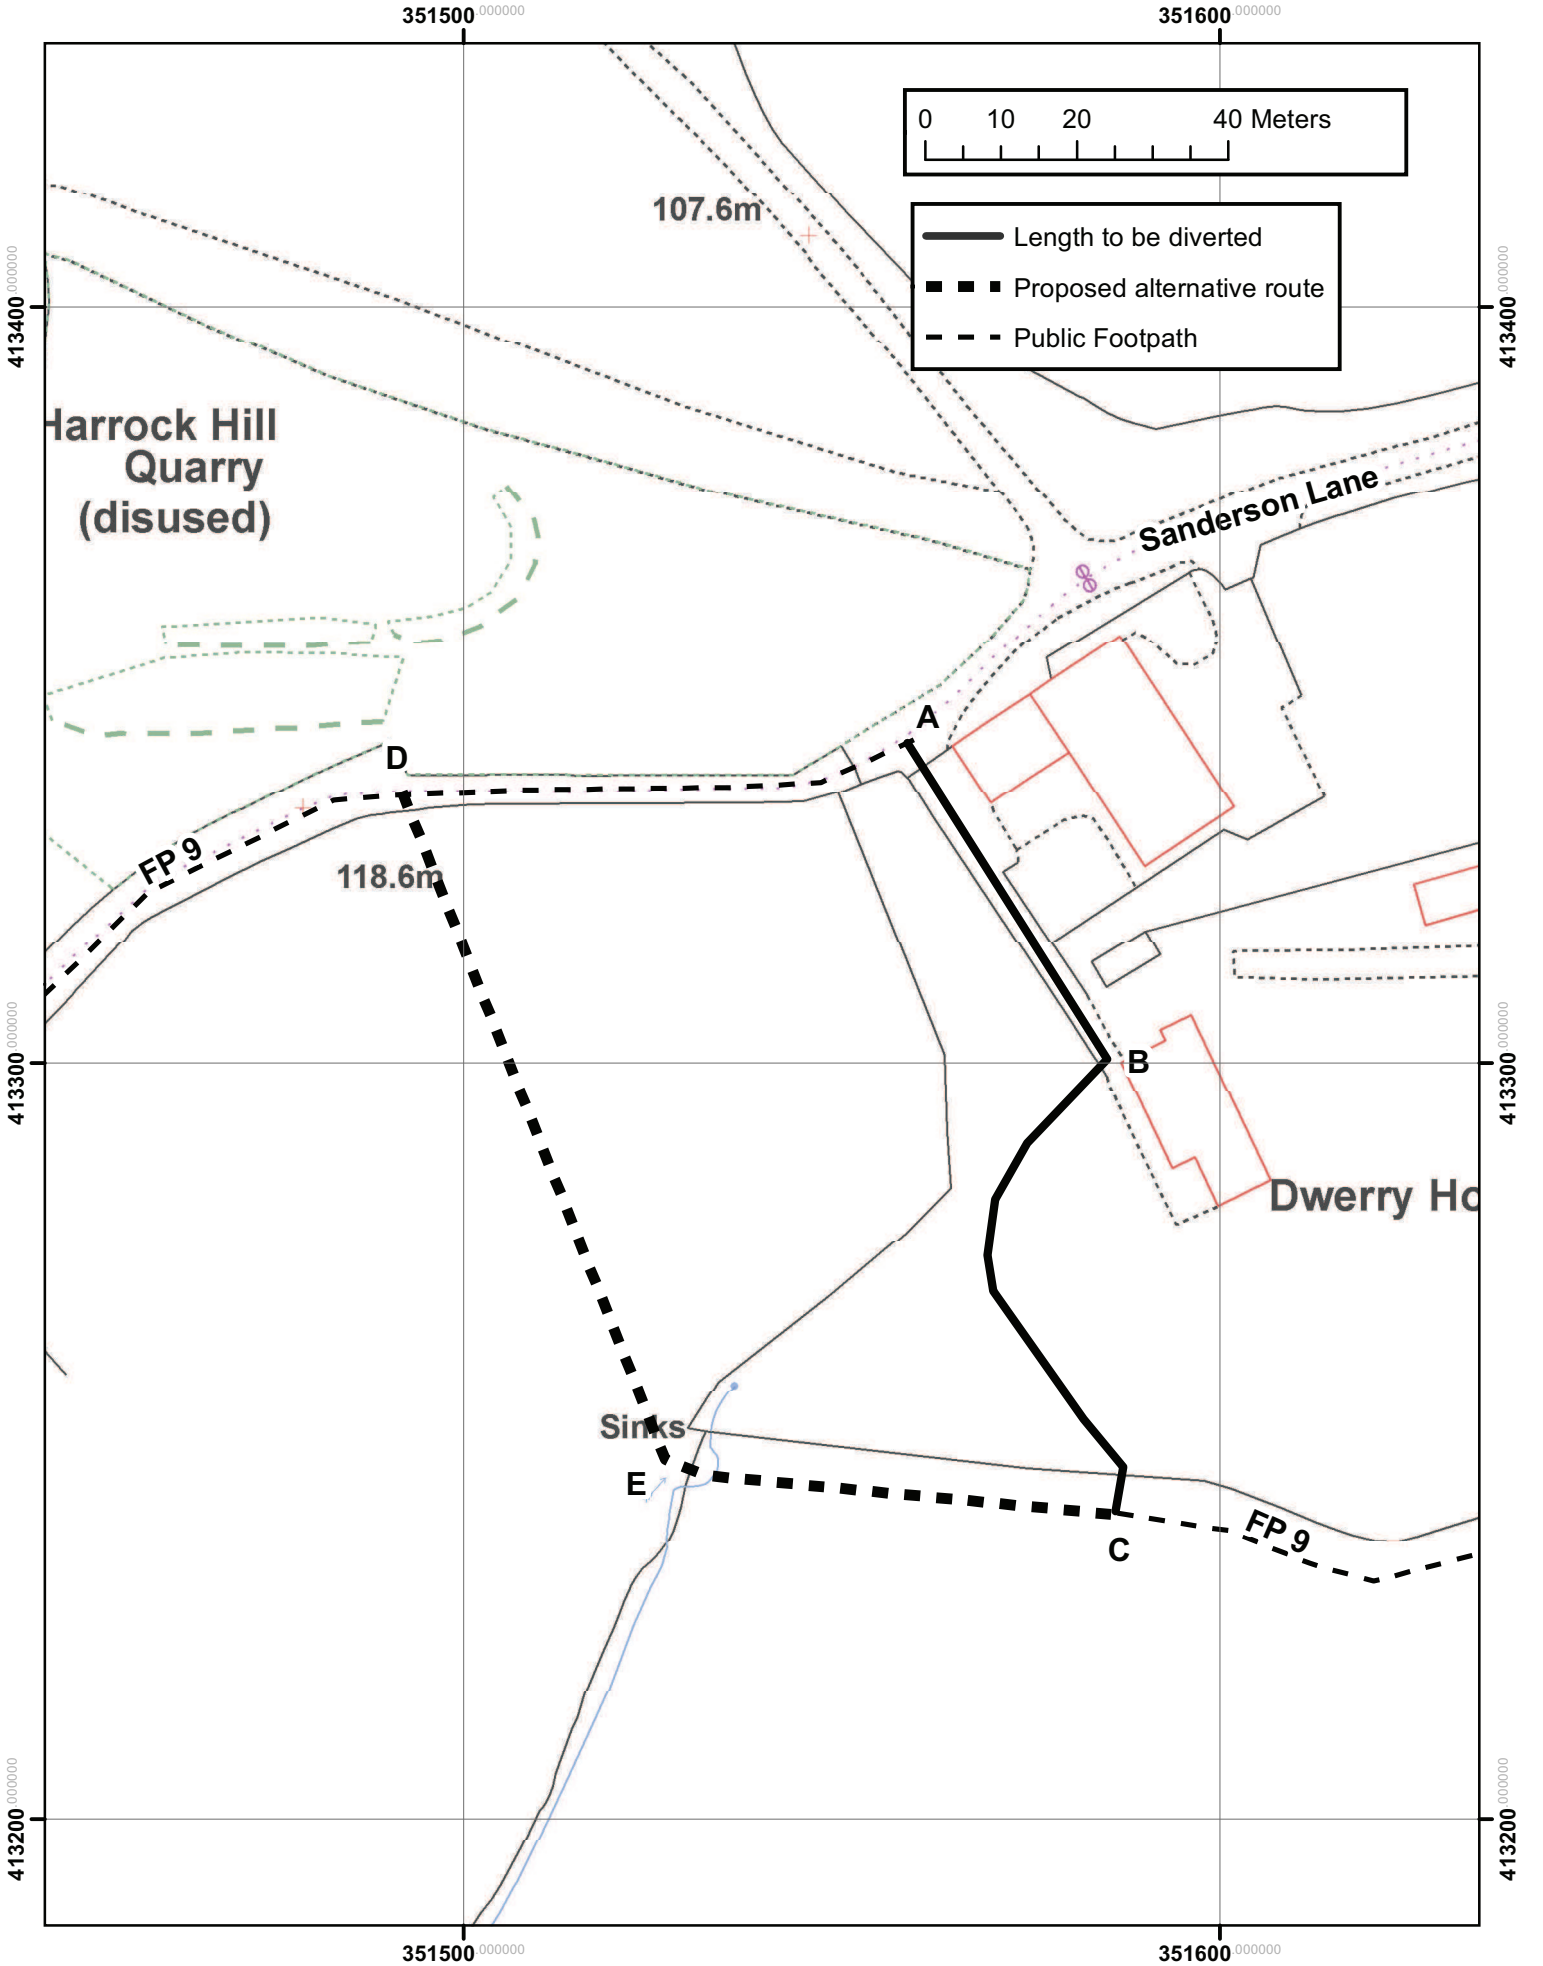 351500.000000
351600.000000
0 10 20 40 Meters
107.6m
Length to be diverted
Proposed alternative route
Public Footpath
413400.000000
413400.000000
Harrock Hill
Quarry
(disused)
Sanderson Lane
A
D
FP 9
118.6m
413300.000000
B
413300.000000
Dwerry Ho
Sinks
E
C
FP 9
413200.000000
413200.000000
351500.000000
351600.000000